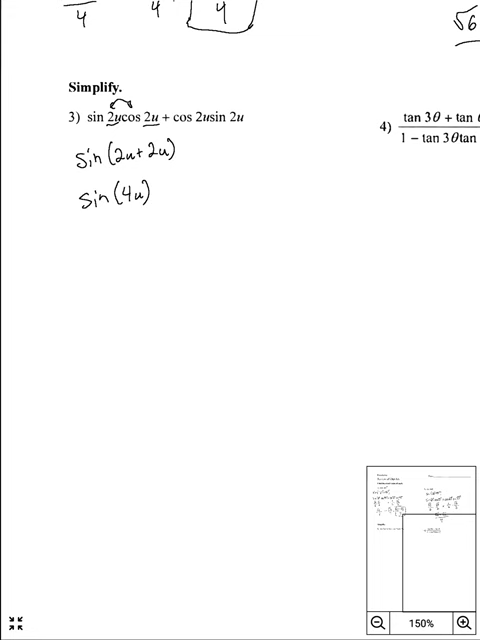 4 4 4
√6
Simplify.
3) sin 2ucos 2u + cos 2usin 2u
sin(2u+2u)
sin(4u)
4) tan 3θ + tan
1 − tan 3θtan
150%